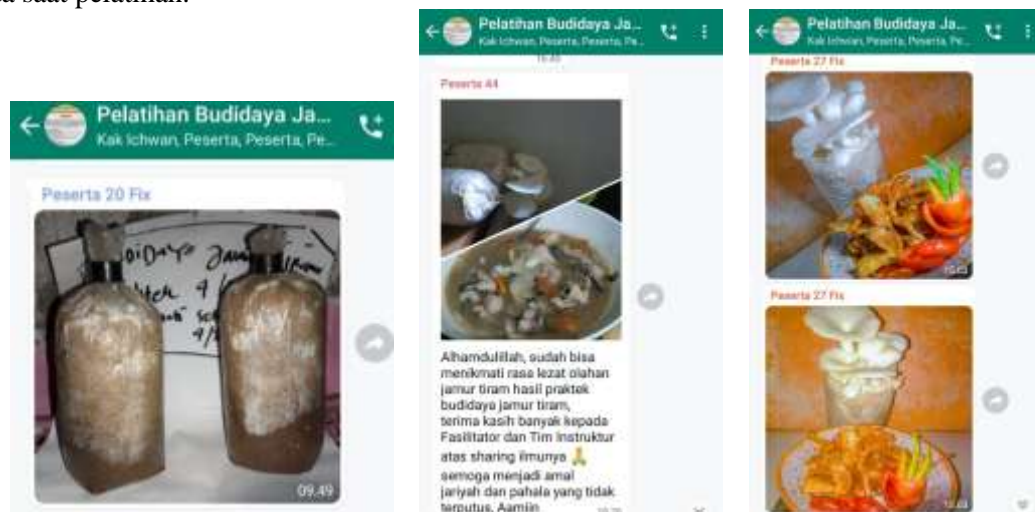 saat pelatihan.
Pelatihan Budidaya Ja...
Kak Ichwan, Peserta, Peserta, Pe...
Peserta 20 Fix
09.49
Pelatihan Budidaya Ja...
Kak Ichwan, Peserta, Peserta, Pe...
Peserta 44
Alhamdulillah, sudah bisa
menikmati rasa lezat olahan
jamur tiram hasil praktek
budidaya jamur tiram,
terima kasih banyak kepada
Fasilitator dan Tim Instruktur
atas sharing ilmunya 🙏
semoga menjadi amal
jariyah dan pahala yang tidak
terputus, Aamiin
Pelatihan Budidaya Ja...
Kak Ichwan, Peserta, Peserta, Pe...
Peserta 27 Fix
Peserta 27 Fix